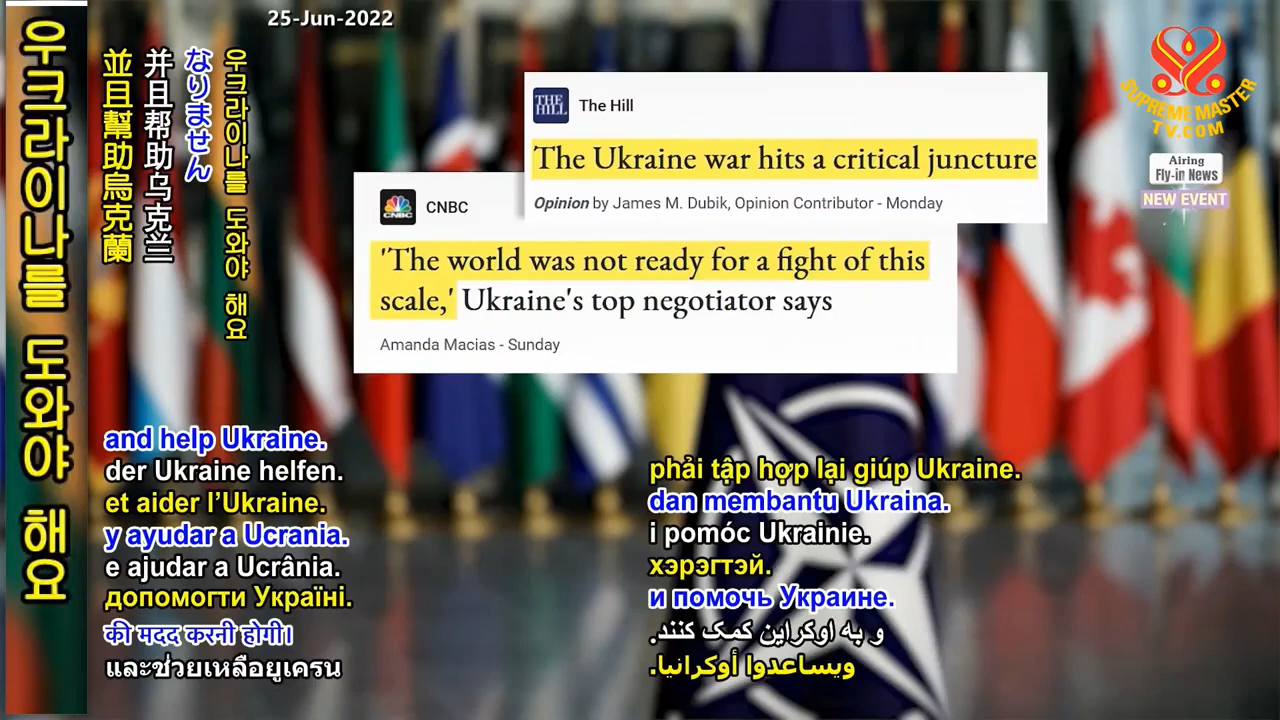 25-Jun-2022
우크라이나를 도와야 해요
並且幫助烏克蘭
并且帮助乌克兰
なりません
우크라이나를 도와야 해요
THE HILL
The Hill
The Ukraine war hits a critical juncture
Opinion by James M. Dubik, Opinion Contributor - Monday
CNBC
CNBC
'The world was not ready for a fight of this
scale,' Ukraine's top negotiator says
Amanda Macias - Sunday
SUPREME MASTER
TV.COM
Airing
Fly-in News
NEW EVENT
and help Ukraine.
der Ukraine helfen.
et aider l’Ukraine.
y ayudar a Ucrania.
e ajudar a Ucrânia.
допомогти Україні.
की मदद करनी होगी।
และช่วยเหลือยูเครน
phải tập hợp lại giúp Ukraine.
dan membantu Ukraina.
i pomóc Ukrainie.
хэрэгтэй.
и помочь Украине.
و به اوکراین کمک کنند.
ويساعدوا أوكرانيا.